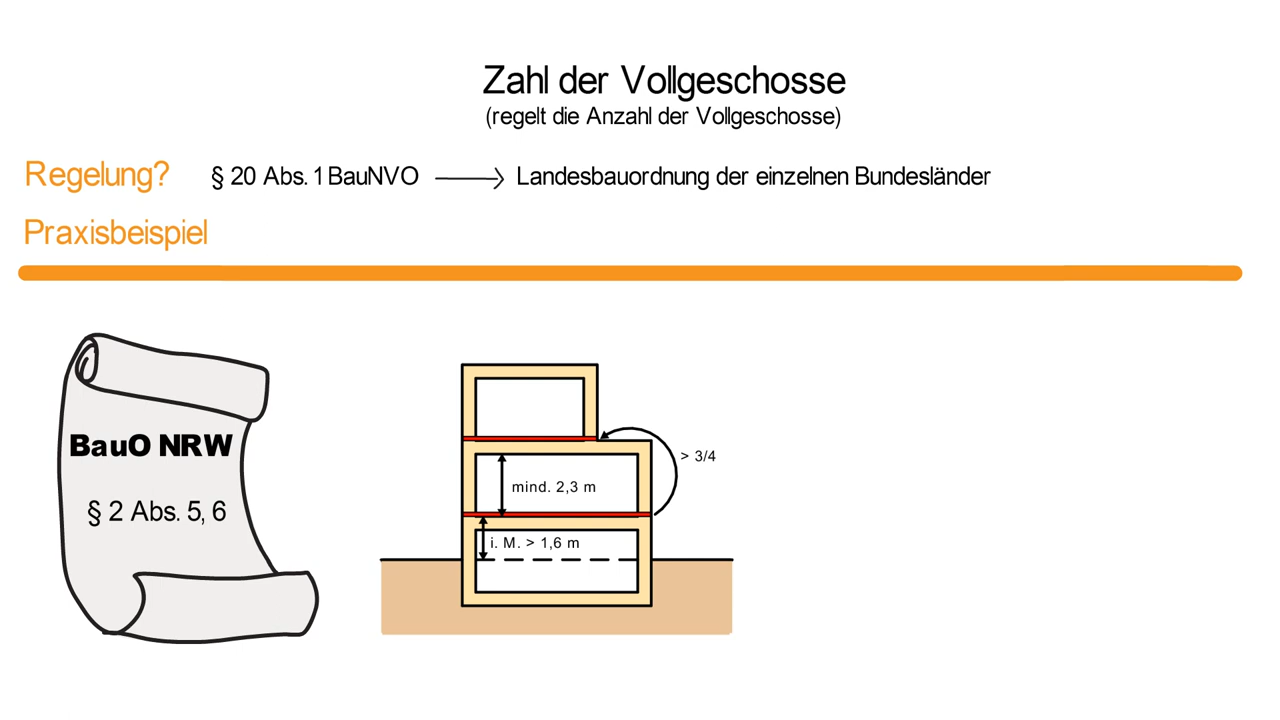 Zahl der Vollgeschosse
(regelt die Anzahl der Vollgeschosse)
Regelung? § 20 Abs. 1 BauNVO Landesbauordnung der einzelnen Bundesländer
Praxisbeispiel
BauO NRW
§ 2 Abs. 5, 6
> 3/4
mind. 2,3 m
i. M. > 1,6 m